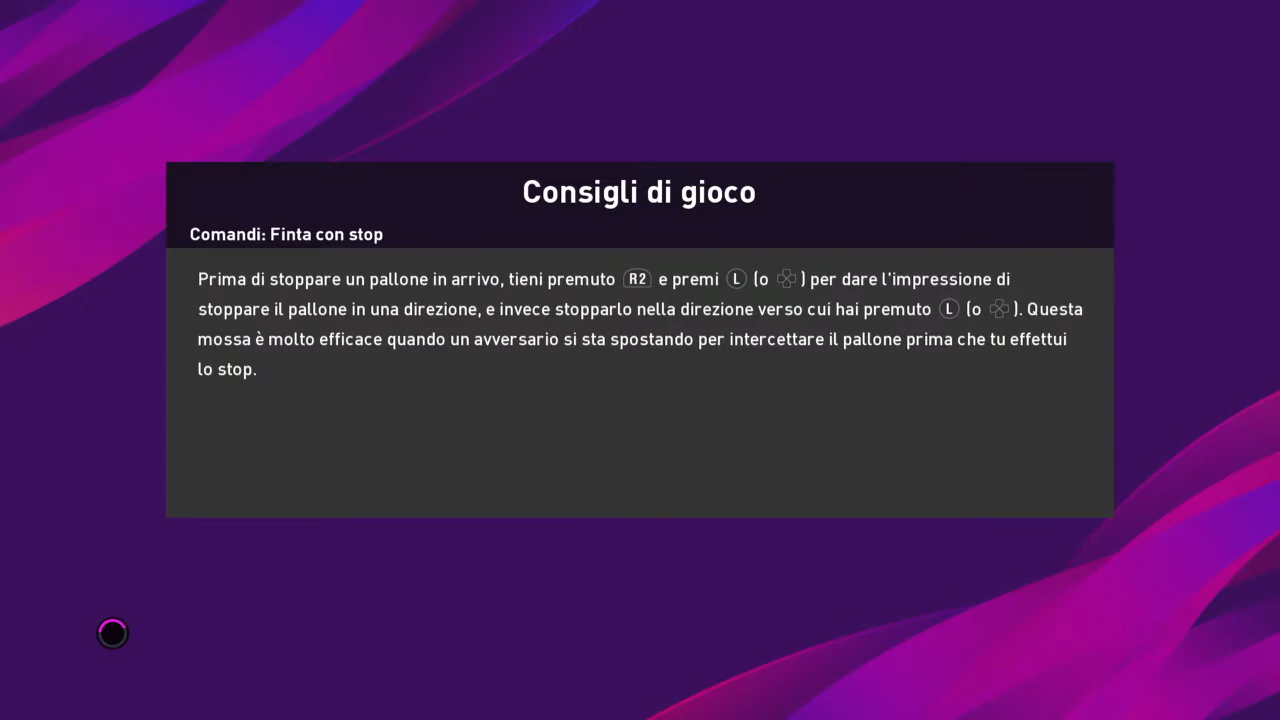 Consigli di gioco
Comandi: Finta con stop
Prima di stoppare un pallone in arrivo, tieni premuto R2 e premi L (o ) per dare l'impressione di
stoppare il pallone in una direzione, e invece stopparlo nella direzione verso cui hai premuto L (o ). Questa
mossa è molto efficace quando un avversario si sta spostando per intercettare il pallone prima che tu effettui
lo stop.